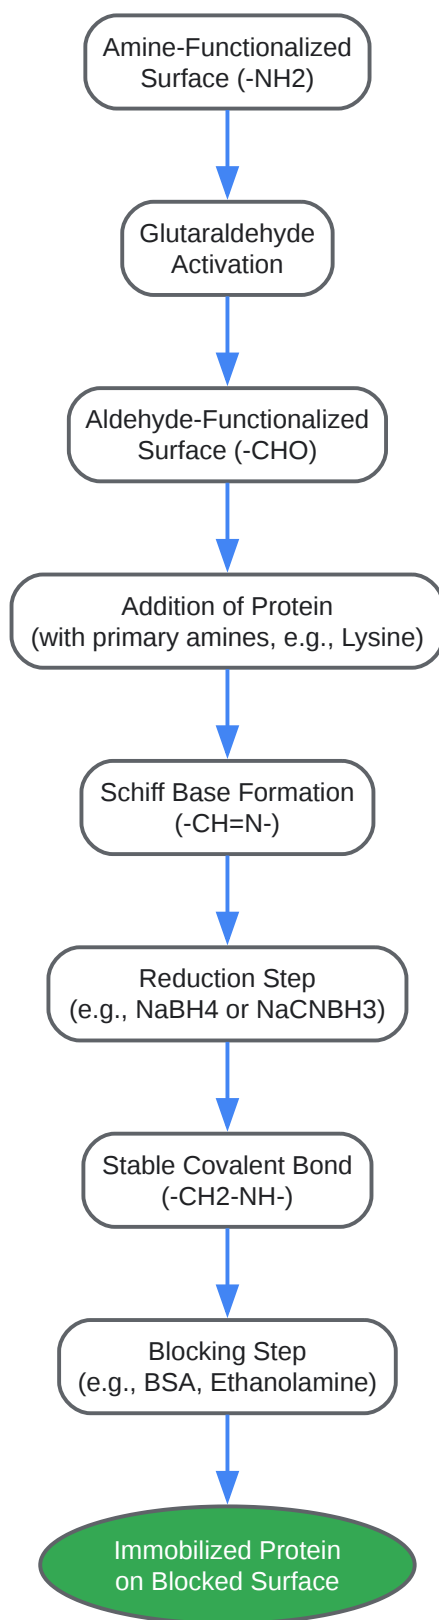 Amine-Functionalized
Surface (-NH2)
Glutaraldehyde
Activation
Aldehyde-Functionalized
Surface (-CHO)
Addition of Protein
(with primary amines, e.g., Lysine)
Schiff Base Formation
(-CH=N-)
Reduction Step
(e.g., NaBH4 or NaCNBH3)
Stable Covalent Bond
(-CH2-NH-)
Blocking Step
(e.g., BSA, Ethanolamine)
Immobilized Protein
on Blocked Surface